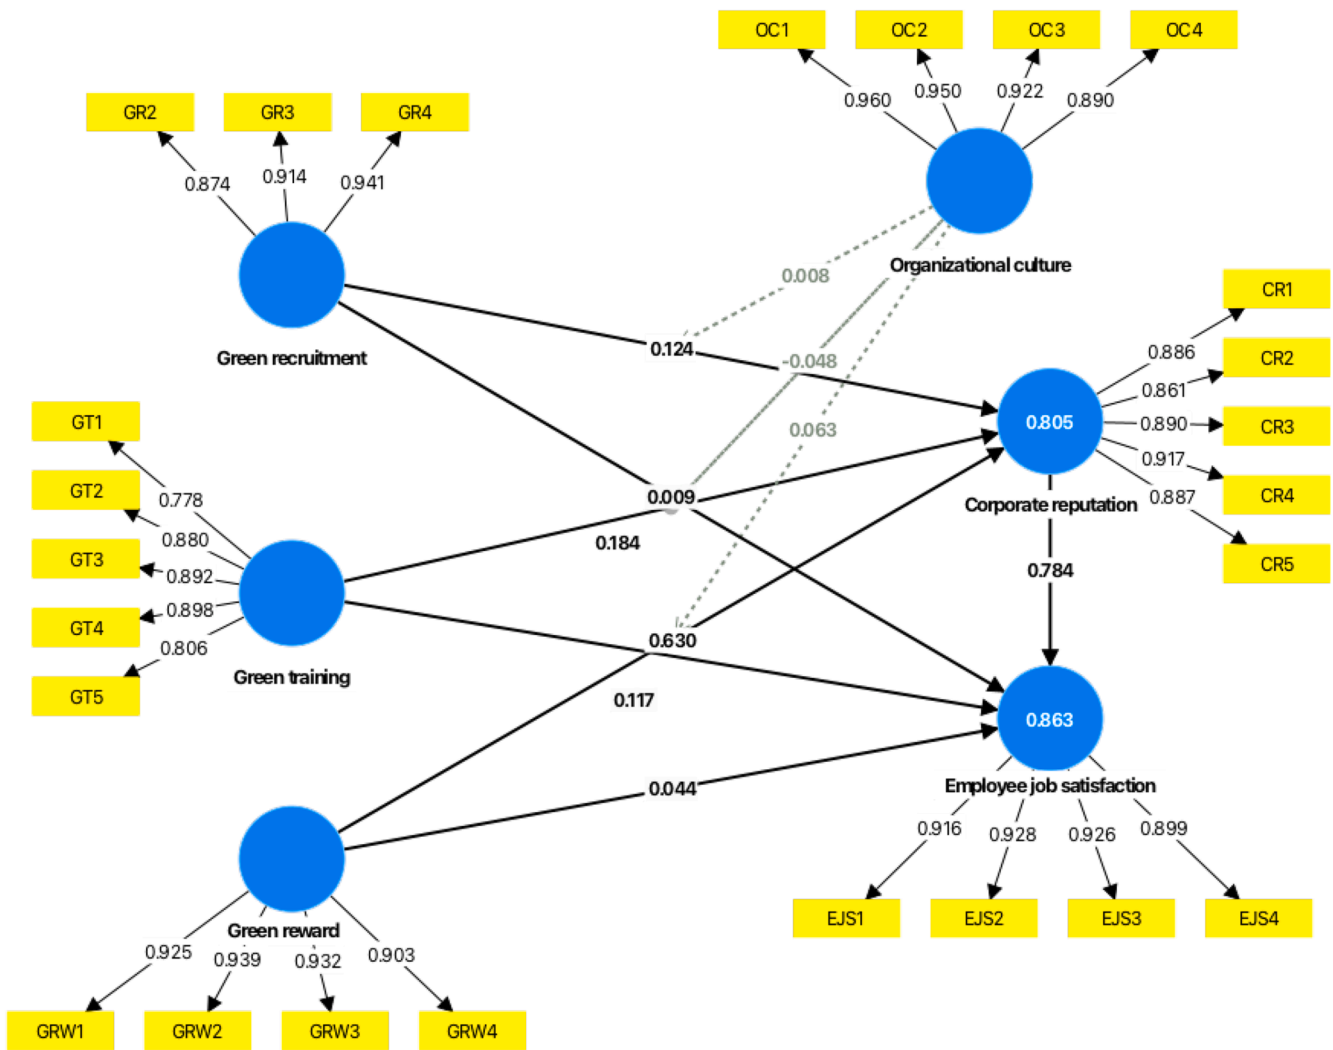 OC1 OC2 OC3 OC4
0.960 0.950 0.922 0.890
GR2 GR3 GR4
0.874 0.914 0.941
Organizational culture
0.008
Green recruitment
0.124
-0.048
0.063
CR1
CR2
CR3
CR4
CR5
0.886
0.861
0.890
0.917
0.887
0.805
Corporate reputation
GT1
GT2
GT3
GT4
GT5
0.778
0.880
0.892
0.898
0.806
Green training
0.009
0.184
0.784
0.630
0.117
0.863
Employee job satisfaction
0.044
0.916 0.928 0.926 0.899
EJS1 EJS2 EJS3 EJS4
Green reward
0.925 0.939 0.932 0.903
GRW1 GRW2 GRW3 GRW4